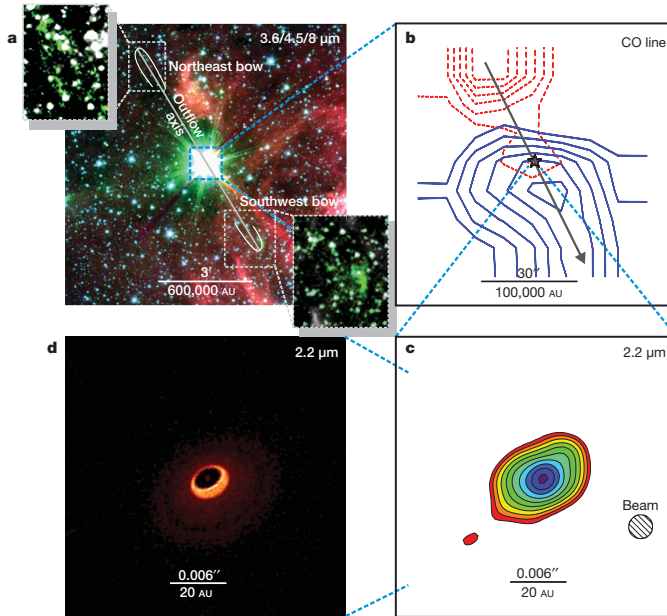 a
3.6/4.5/8 μm
Northeast bow
Outflow
axis
Southwest bow
3′
600,000 AU
b
CO line
30′′
100,000 AU
d
2.2 μm
0.006′′
20 AU
c
2.2 μm
Beam
0.006′′
20 AU